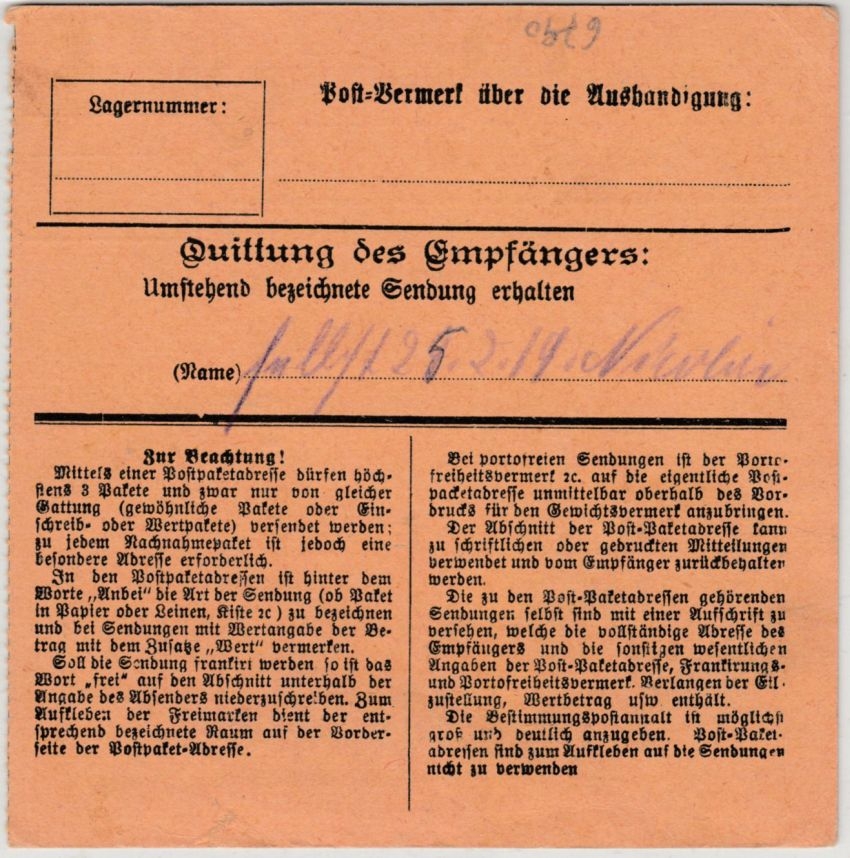 Lagernummer:
Post-Vermerk über die Aushandigung:
Quittung des Empfängers:
Umstehend bezeichnete Sendung erhalten
(Name) 25.2.19.
Zur Beachtung!
Mittels einer Postpaketadresse dürfen höch-
stens 3 Pakete und zwar nur von gleicher
Gattung (gewöhnliche Pakete oder Ein-
schreib- oder Wertpakete) versendet werden;
zu jedem Nachnahmepaket ist jedoch eine
besondere Adresse erforderlich.
In den Postpaketadressen ist hinter dem
Worte „Anbei" die Art der Sendung (ob Paket
in Papier oder Leinen, Kiste ꝛc ) zu bezeichnen
und bei Sendungen mit Wertangabe der Be-
trag mit dem Zusatze „Wert" vermerken.
Soll die Sendung frankirt werden so ist das
Wort „frei" auf den Abschnitt unterhalb der
Angabe des Absenders niederzuschreiben. Zum
Aufkleben der Freimarken dient der ent-
sprechend bezeichnete Raum auf der Vorder-
seite der Postpaket-Adresse.
Bei portofreien Sendungen ist der Porto-
freiheitsvermerk ꝛc. auf die eigentliche Post-
packetadresse unmittelbar oberhalb des Vor-
drucks für den Gewichtsvermerk anzubringen.
Der Abschnitt der Post-Paketadresse kann
zu schriftlichen oder gedruckten Mitteilungen
verwendet und vom Empfänger zurückbehalten
werden.
Die zu den Post-Paketadressen gehörenden
Sendungen selbst sind mit einer Aufschrift zu
versehen, welche die vollständige Adresse des
Empfängers und die sonstigen wesentlichen
Angaben der Post-Paketadresse, Frankirungs-
und Portofreiheitsvermerk. Verlangen der Eil-
zustellung, Wertbetrag usw. enthält.
Die Bestimmungspostannalt ist möglichst
groß und deutlich anzugeben. Post-Paket-
adressen sind zum Aufkleben auf die Sendungen
nicht zu verwenden